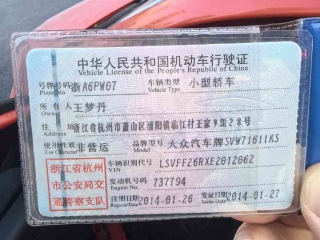 中华人民共和国机动车行驶证
Vehicle License of the People's Republic of China
号牌号码 浙A6PW07 车辆类型 小型轿车
Plate No. Vehicle Type
所有人 王梦丹
Owner
住址 浙江省杭州市萧山区浦阳镇临江村王家9组28号
Address
使用性质 非营运 品牌型号 大众汽车牌SVW71611KS
Use Character Model
浙江省杭州 车辆识别代号 LSVFF26RXE2012062
VIN
市公安局交 发动机号码 737794
Engine No.
通警察支队 注册日期 2014-01-26 发证日期 2014-01-27
Register Date Issue Date